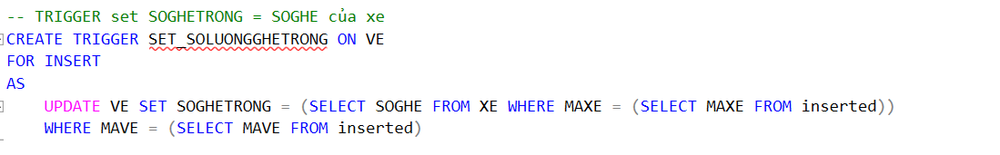 -- TRIGGER set SOGHETRONG = SOGHE của xe
CREATE TRIGGER SET_SOLUONGGHETRONG ON VE
FOR INSERT
AS
    UPDATE VE SET SOGHETRONG = (SELECT SOGHE FROM XE WHERE MAXE = (SELECT MAXE FROM inserted))
    WHERE MAVE = (SELECT MAVE FROM inserted)